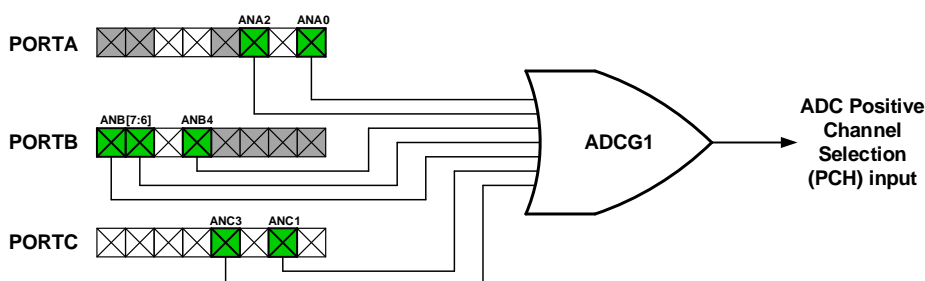 ANA2 ANA0
PORTA
ANB[7:6] ANB4
PORTB
ADCG1
ADC Positive
Channel
Selection
(PCH) input
ANC3 ANC1
PORTC